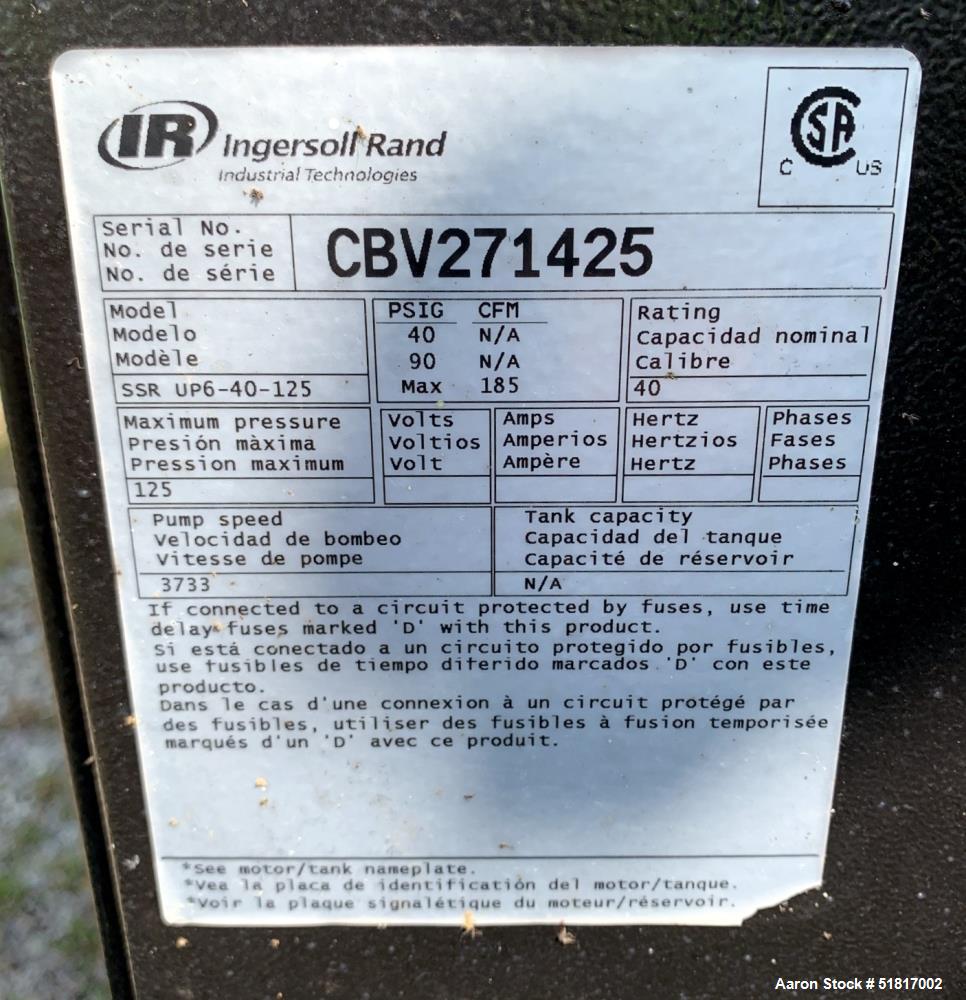 IR Ingersoll Rand
Industrial Technologies
CSA
C US
Serial No.
No. de serie
No. de série
CBV271425
Model
Modelo
Modèle
SSR UP6-40-125
PSIG CFM
40 N/A
90 N/A
Max 185
Rating
Capacidad nominal
Calibre
40
Maximum pressure
Presión màxima
Pression maximum
125
Volts
Voltios
Volt
Amps
Amperios
Ampère
Hertz
Hertzios
Hertz
Phases
Fases
Phases
Pump speed
Velocidad de bombeo
Vitesse de pompe
3733
Tank capacity
Capacidad del tanque
Capacité de réservoir
N/A
If connected to a circuit protected by fuses, use time
delay fuses marked 'D' with this product.
Si está conectado a un circuito protegido por fusibles,
use fusibles de tiempo diferido marcados 'D' con este
producto.
Dans le cas d'une connexion à un circuit protégé par
des fusibles, utiliser des fusibles à fusion temporisée
marqués d'un 'D' avec ce produit.
*See motor/tank nameplate.
*Vea la placa de identificación del motor/tanque.
*Voir la plaque signalétique du moteur/réservoir.
Aaron Stock # 51817002